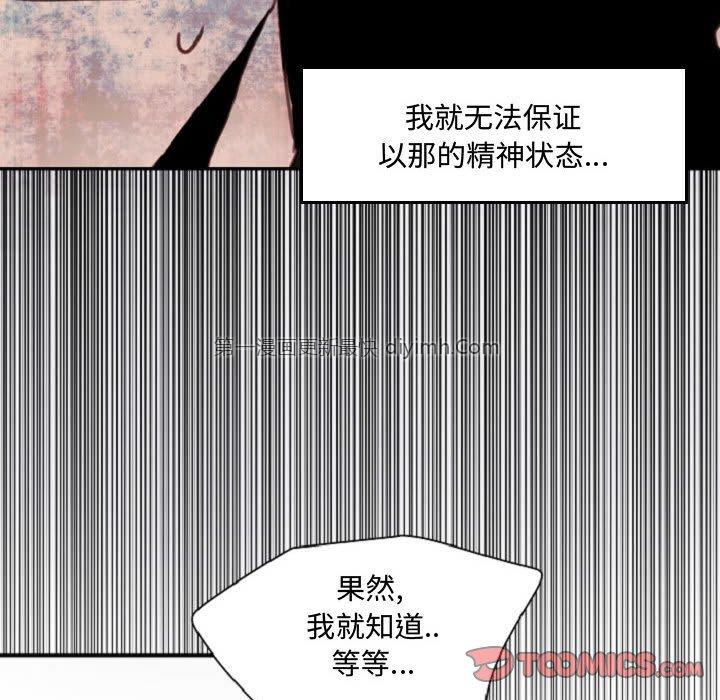 我就无法保证
以那的精神状态...
第一漫画更新最快 diyimh.Com
果然,
我就知道..
等等...
TOOMICS.com